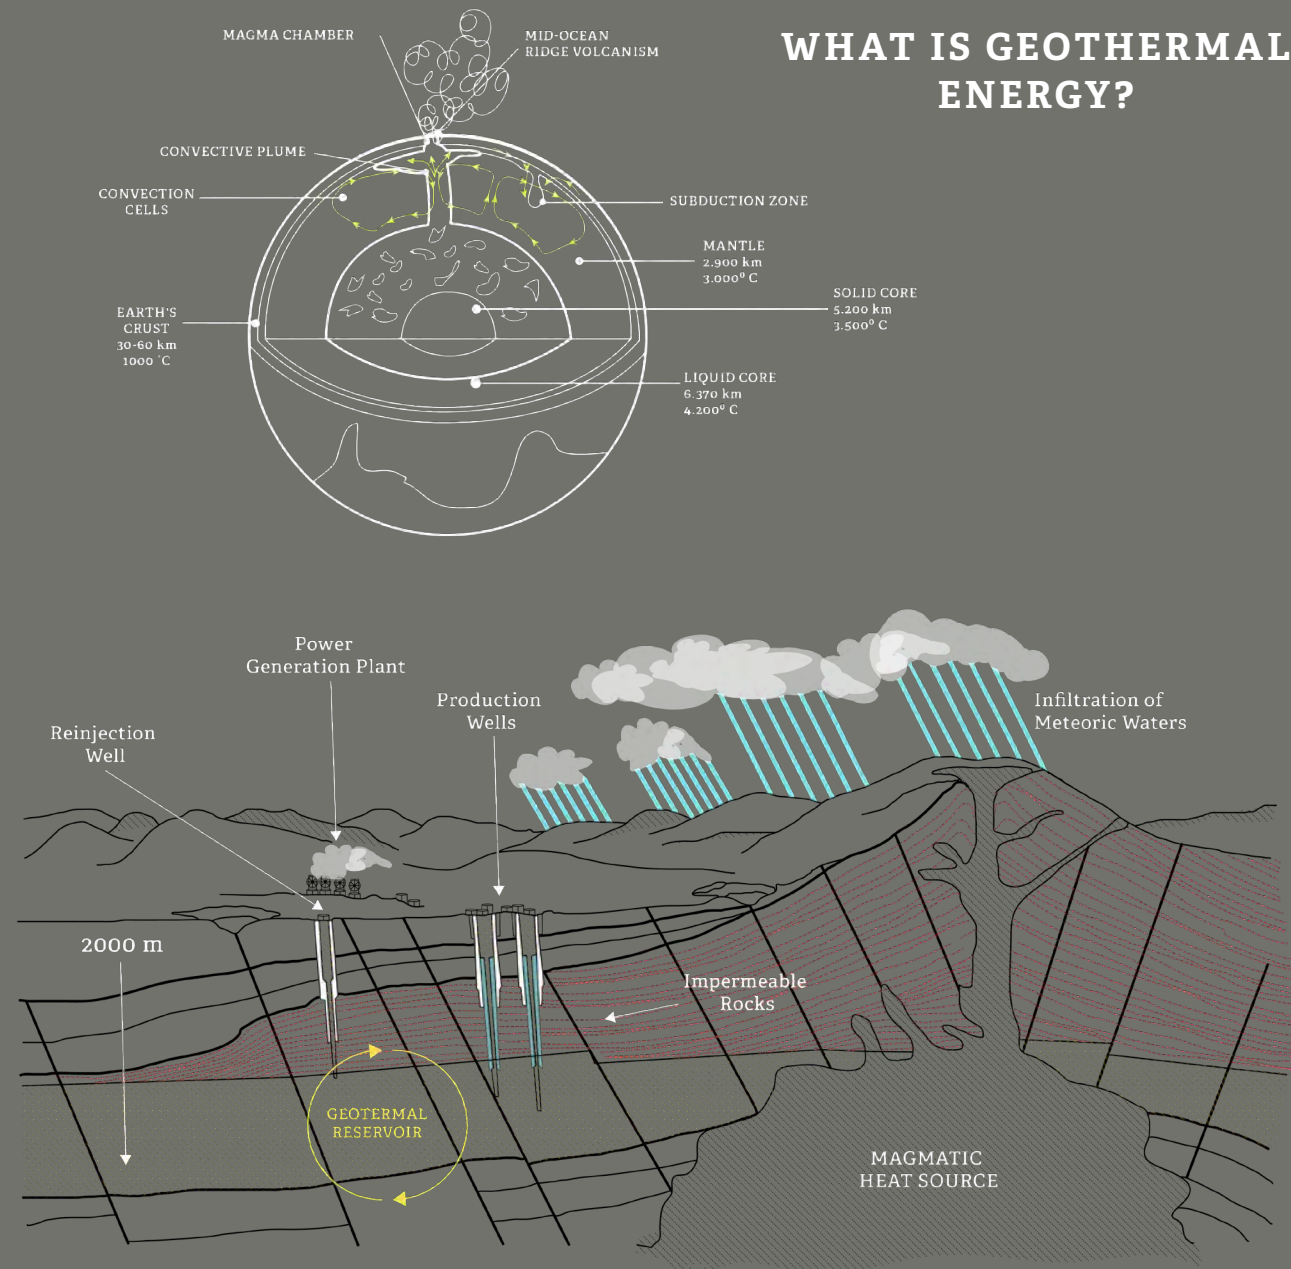 WHAT IS GEOTHERMAL
ENERGY?
MAGMA CHAMBER
MID-OCEAN
RIDGE VOLCANISM
CONVECTIVE PLUME
CONVECTION
CELLS
SUBDUCTION ZONE
MANTLE
2.900 km
3.000º C
SOLID CORE
5.200 km
3.500º C
EARTH'S
CRUST
30-60 km
1000 °C
LIQUID CORE
6.370 km
4.200º C
Power
Generation Plant
Production
Wells
Reinjection
Well
Infiltration of
Meteoric Waters
2000 m
Impermeable
Rocks
GEOTERMAL
RESERVOIR
MAGMATIC
HEAT SOURCE